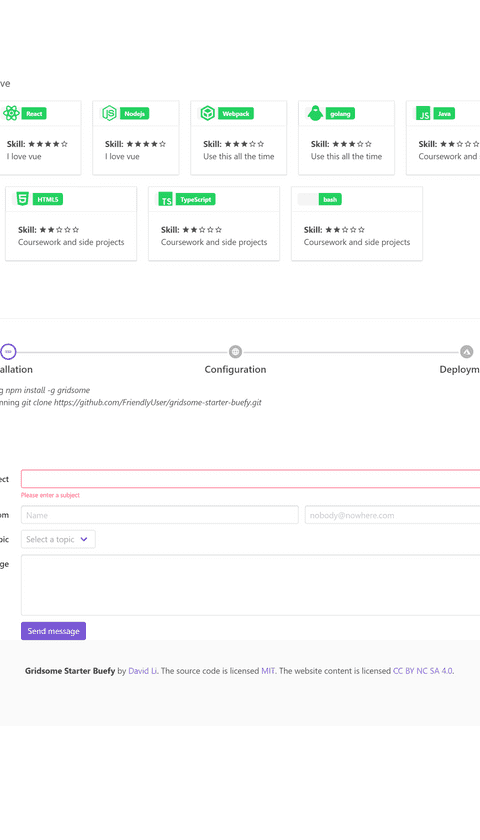 ve
React
Nodejs
Webpack
golang
JS Java
Skill:
Skill:
Skill:
Skill:
Skill:
I love vue
I love vue
Use this all the time
Use this all the time
Coursework and s
HTML5
TS TypeScript
bash
Skill:
Skill:
Skill:
Coursework and side projects
Coursework and side projects
Coursework and side projects
allation
Configuration
Deploym
g npm install -g gridsome
nning git clone https://github.com/FriendlyUser/gridsome-starter-buefy.git
ect
Please enter a subject
om
Name
nobody@nowhere.com
pic
Select a topic
ge
Send message
Gridsome Starter Buefy by David Li. The source code is licensed MIT. The website content is licensed CC BY NC SA 4.0.